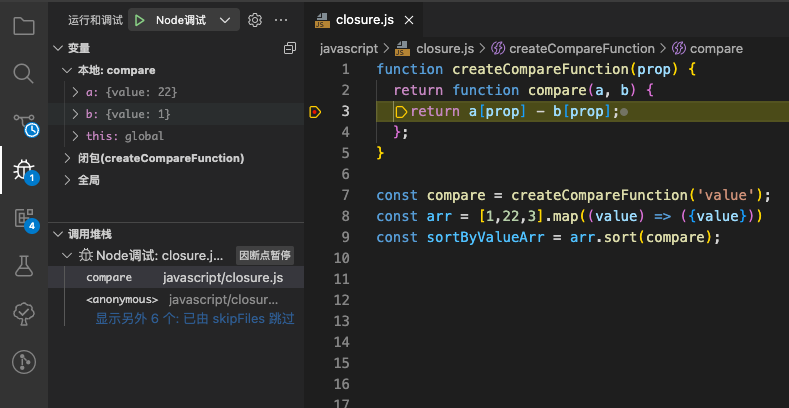 运行和调试 Node调试
变量
本地: compare
a: {value: 22}
b: {value: 1}
this: global
闭包(createCompareFunction)
全局
调用堆栈
Node调试: closure.j... 因断点暂停
compare javascript/closure.js
<anonymous> javascript/closur...
显示另外 6 个: 已由 skipFiles 跳过
1
4
JS closure.js
javascript > JS closure.js > createCompareFunction > compare
1 function createCompareFunction(prop) {
2 return function compare(a, b) {
3 return a[prop] - b[prop];
4 };
5 }
6
7 const compare = createCompareFunction('value');
8 const arr = [1,22,3].map((value) => ({value}))
9 const sortByValueArr = arr.sort(compare);
10
11
12
13
14
15
16
17